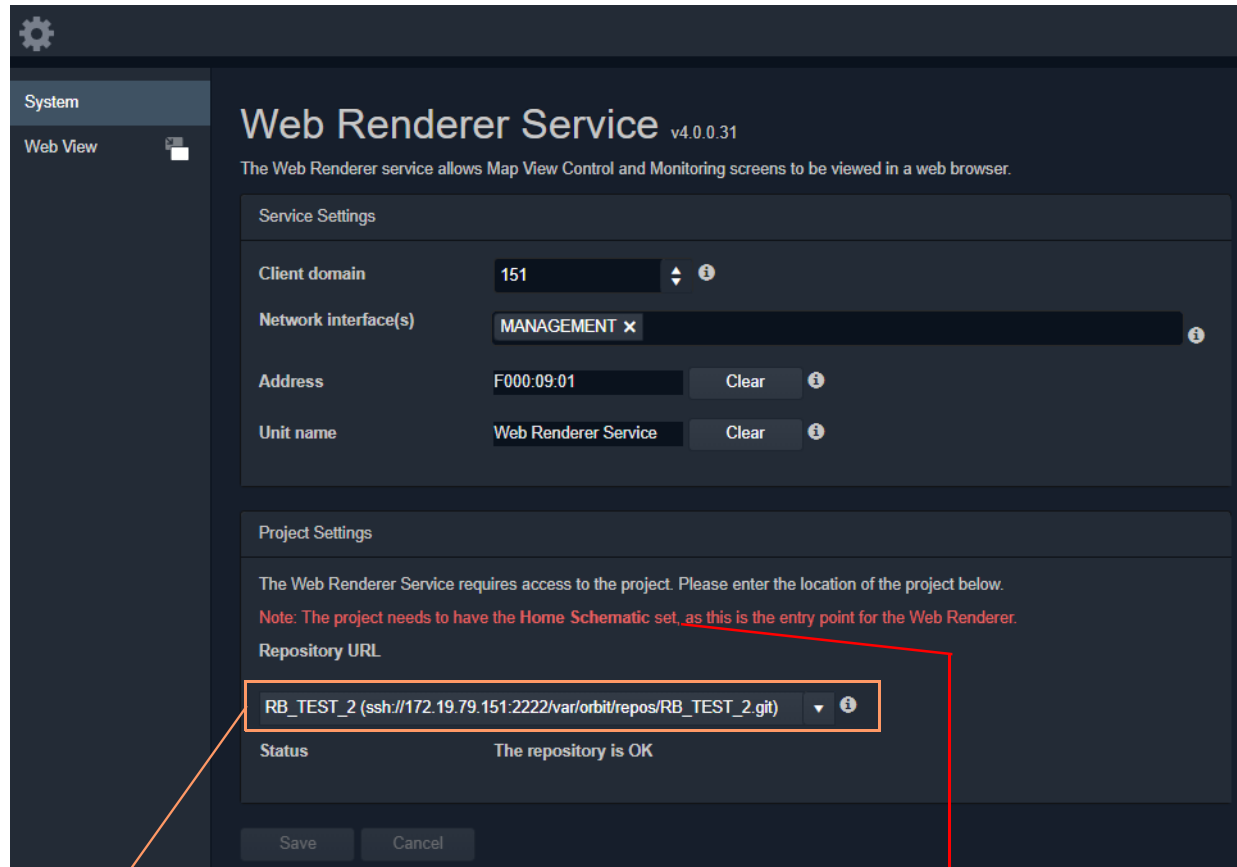 System
Web View
Web Renderer Service v4.0.0.31
The Web Renderer service allows Map View Control and Monitoring screens to be viewed in a web browser.
Service Settings
Client domain 151
Network interface(s) MANAGEMENT ×
Address F000:09:01 Clear
Unit name Web Renderer Service Clear
Project Settings
The Web Renderer Service requires access to the project. Please enter the location of the project below.
Note: The project needs to have the Home Schematic set, as this is the entry point for the Web Renderer.
Repository URL
RB_TEST_2 (ssh://172.19.79.151:2222/var/orbit/repos/RB_TEST_2.git)
Status The repository is OK
Save Cancel